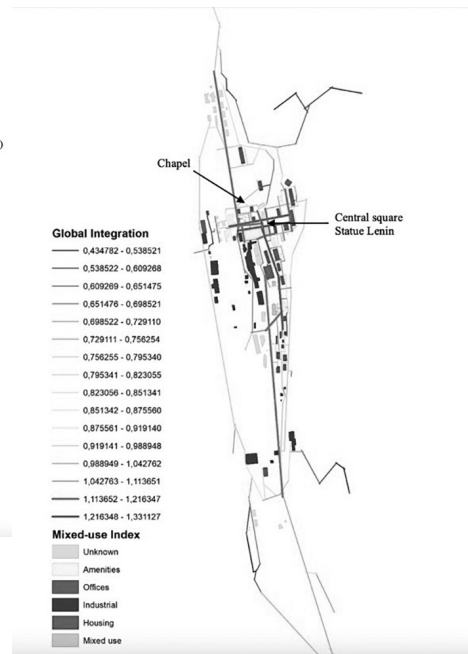 )
Chapel
Central square
Statue Lenin
Global Integration
0,434782 - 0,538521
0,538522 - 0,609268
0,609269 - 0,651475
0,651476 - 0,698521
0,698522 - 0,729110
0,729111 - 0,756254
0,756255 - 0,795340
0,795341 - 0,823055
0,823056 - 0,851341
0,851342 - 0,875560
0,875561 - 0,919140
0,919141 - 0,988948
0,988949 - 1,042762
1,042763 - 1,113651
1,113652 - 1,216347
1,216348 - 1,331127
Mixed-use Index
Unknown
Amenities
Offices
Industrial
Housing
Mixed use